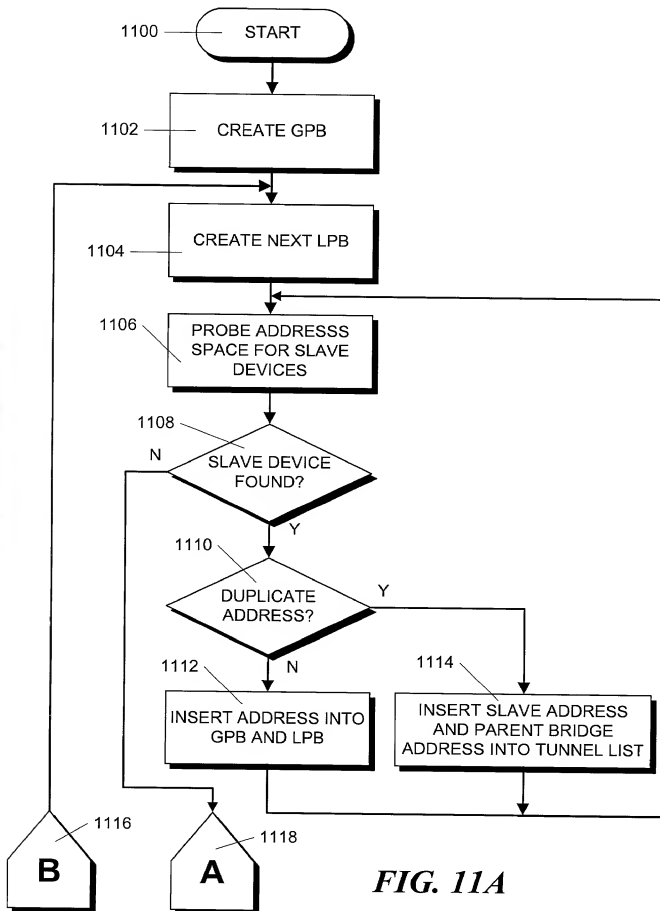 1100
START
1102
CREATE GPB
1104
CREATE NEXT LPB
1106
PROBE ADDRESSS
SPACE FOR SLAVE
DEVICES
1108
N
SLAVE DEVICE
FOUND?
Y
1110
DUPLICATE
ADDRESS?
Y
N
1112
INSERT ADDRESS INTO
GPB AND LPB
1114
INSERT SLAVE ADDRESS
AND PARENT BRIDGE
ADDRESS INTO TUNNEL LIST
1116
B
1118
A
FIG. 11A